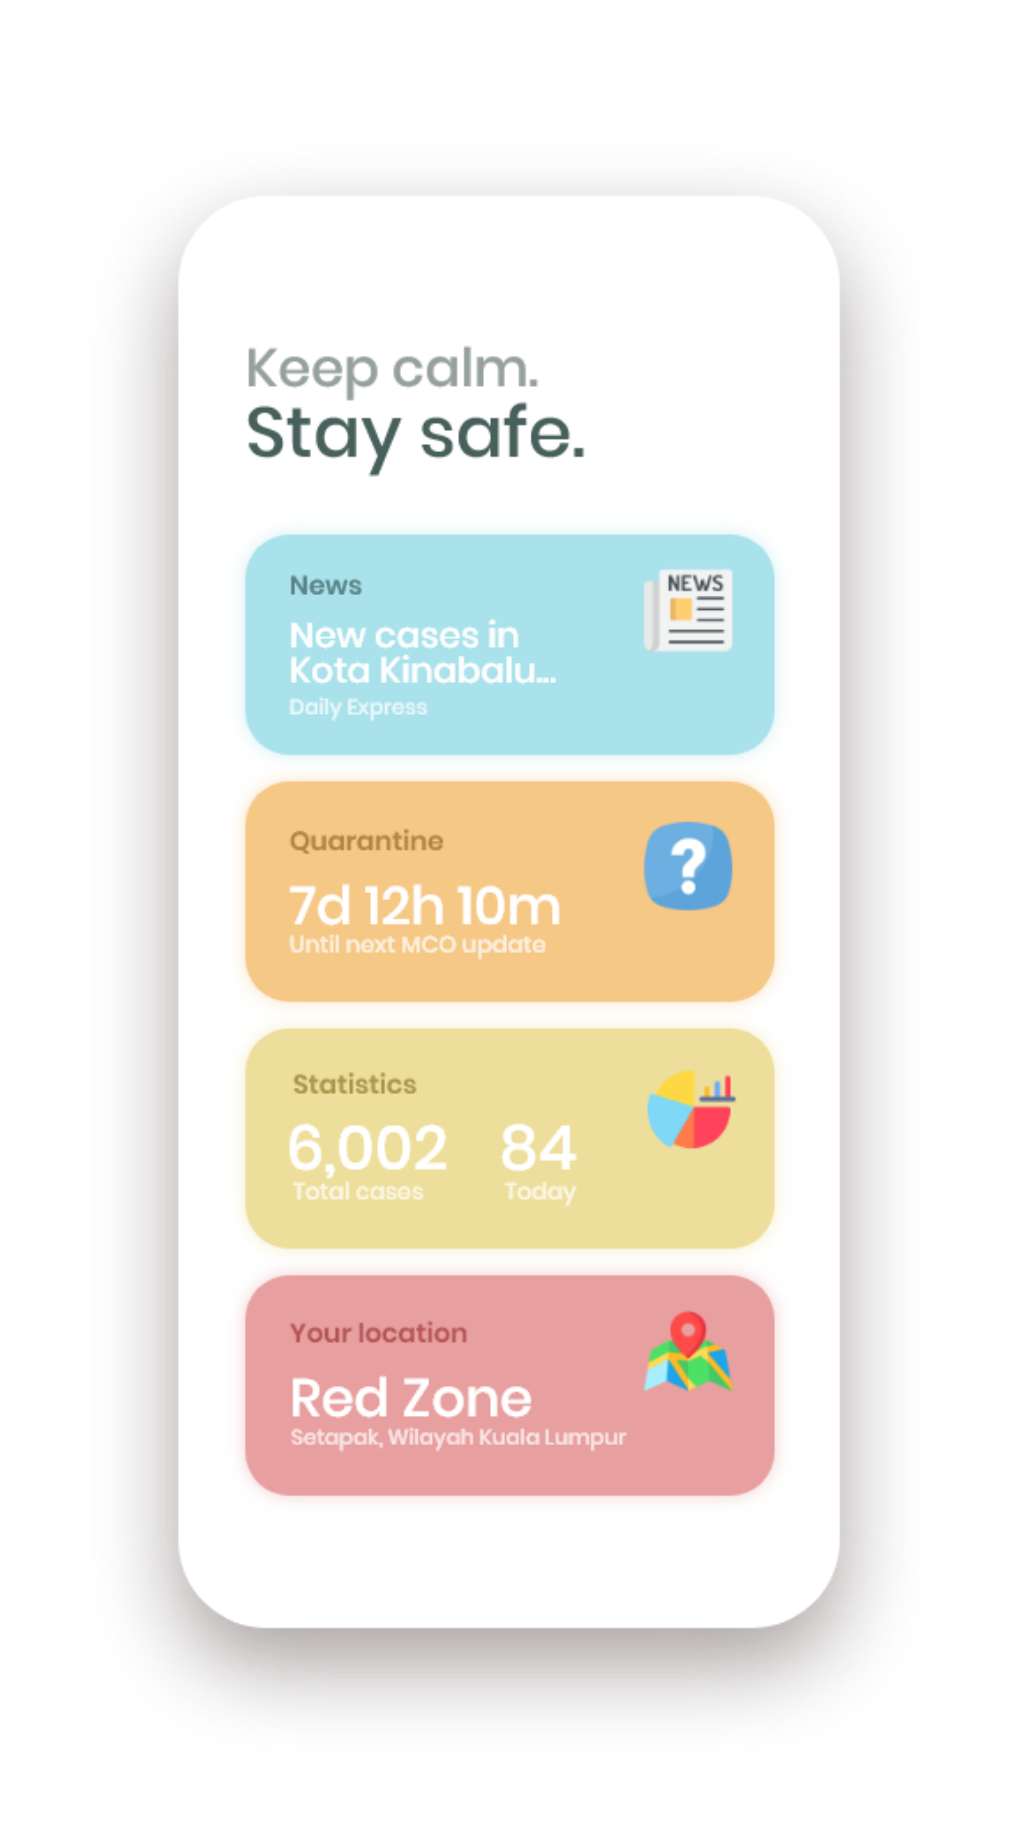 Keep calm.
Stay safe.
News
NEWS
New cases in
Kota Kinabalu...
Daily Express
Quarantine
?
7d 12h 10m
Until next MCO update
Statistics
6,002 84
Total cases Today
Your location
Red Zone
Setapak, Wilayah Kuala Lumpur